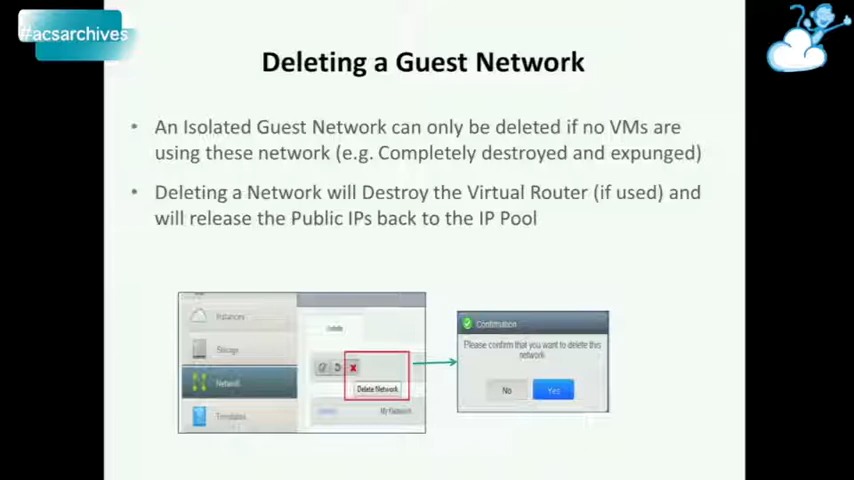 #acsarchives
Deleting a Guest Network
• An Isolated Guest Network can only be deleted if no VMs are
using these network (e.g. Completely destroyed and expunged)
• Deleting a Network will Destroy the Virtual Router (if used) and
will release the Public IPs back to the IP Pool
Instances
Storage
Network
Templates
Details
Delete Network
My Network
Confirmation
Please confirm that you want to delete this
network
No
Yes